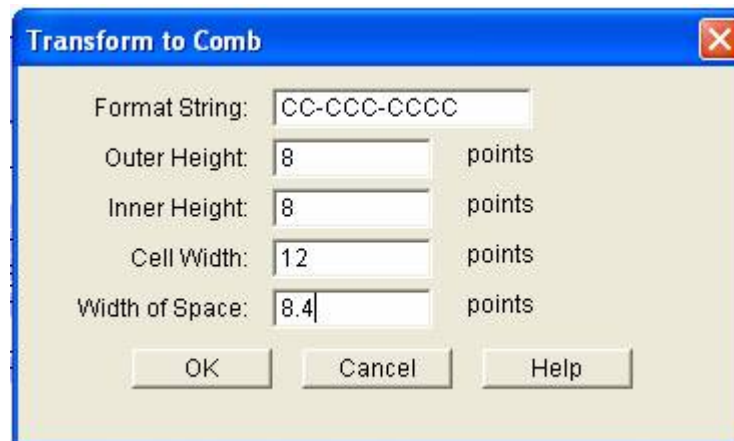 Transform to Comb
Format String: CC-CCC-CCCC
Outer Height: 8 points
Inner Height: 8 points
Cell Width: 12 points
Width of Space: 8.4 points
OK Cancel Help